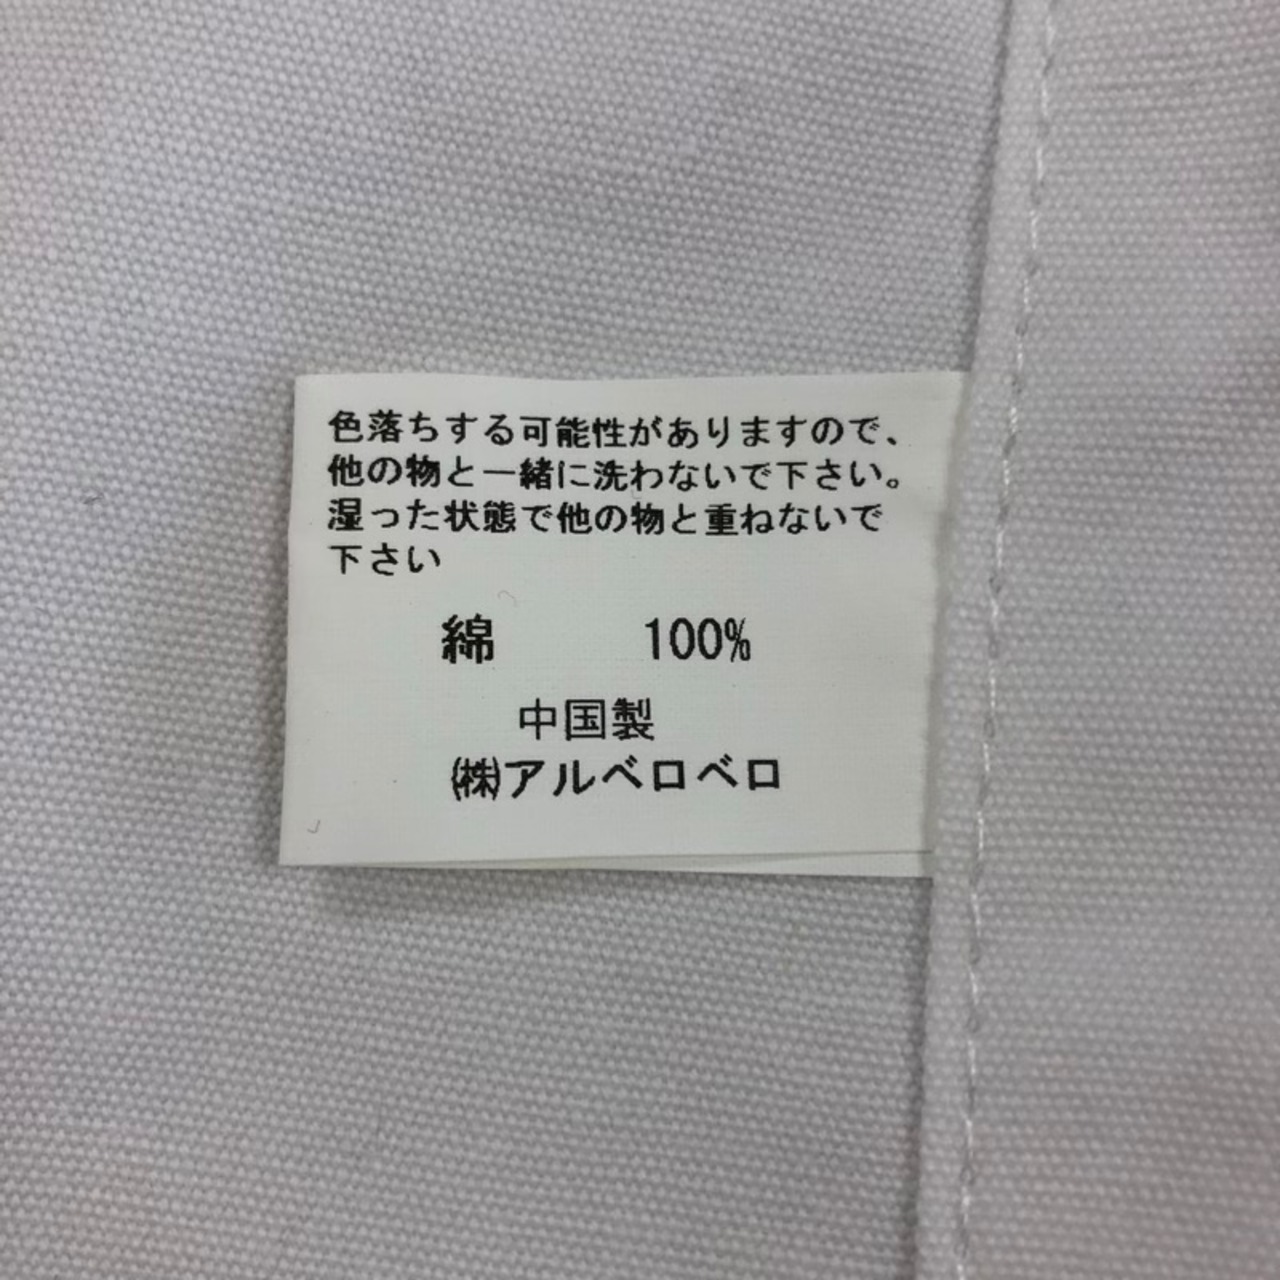 色落ちする可能性がありますので、
他の物と一緒に洗わないで下さい。
湿った状態で他の物と重ねないで
下さい
綿 100%
中国製
㈱アルベロベロ